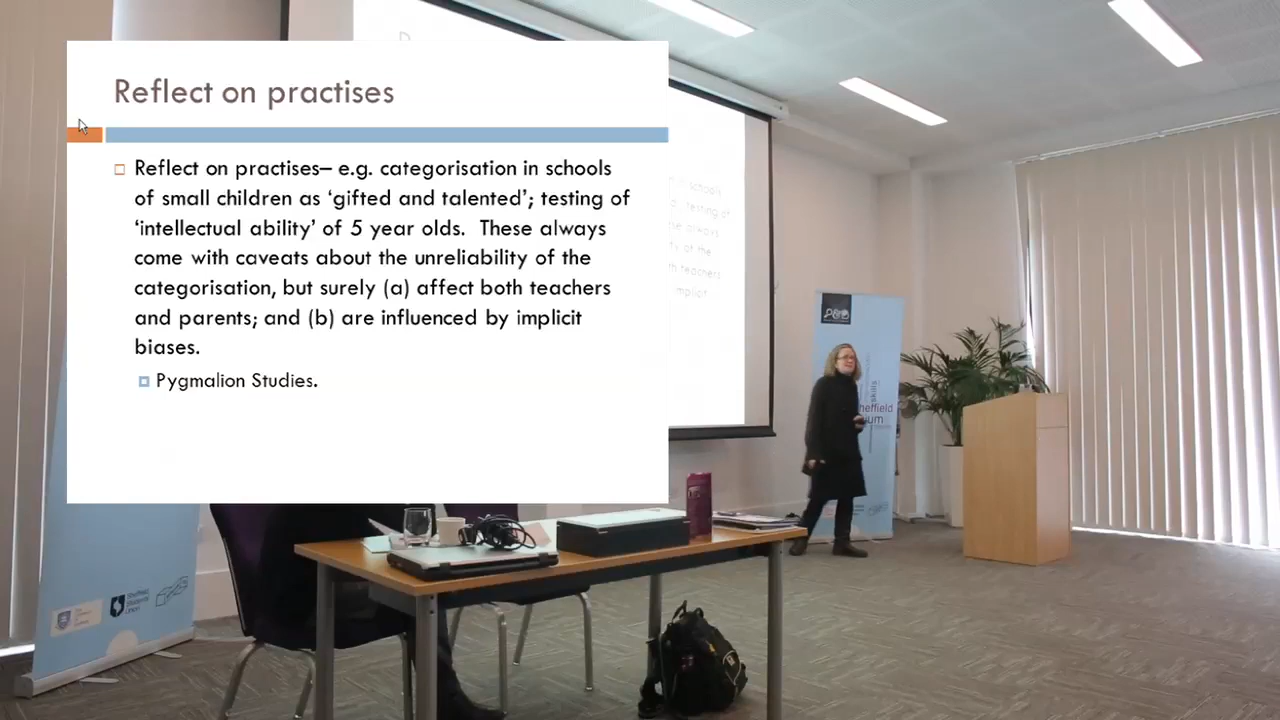 Reflect on practises
Reflect on practises– e.g. categorisation in schools
of small children as ‘gifted and talented’; testing of
‘intellectual ability’ of 5 year olds.  These always
come with caveats about the unreliability of the
categorisation, but surely (a) affect both teachers
and parents; and (b) are influenced by implicit
biases.
Pygmalion Studies.
skills